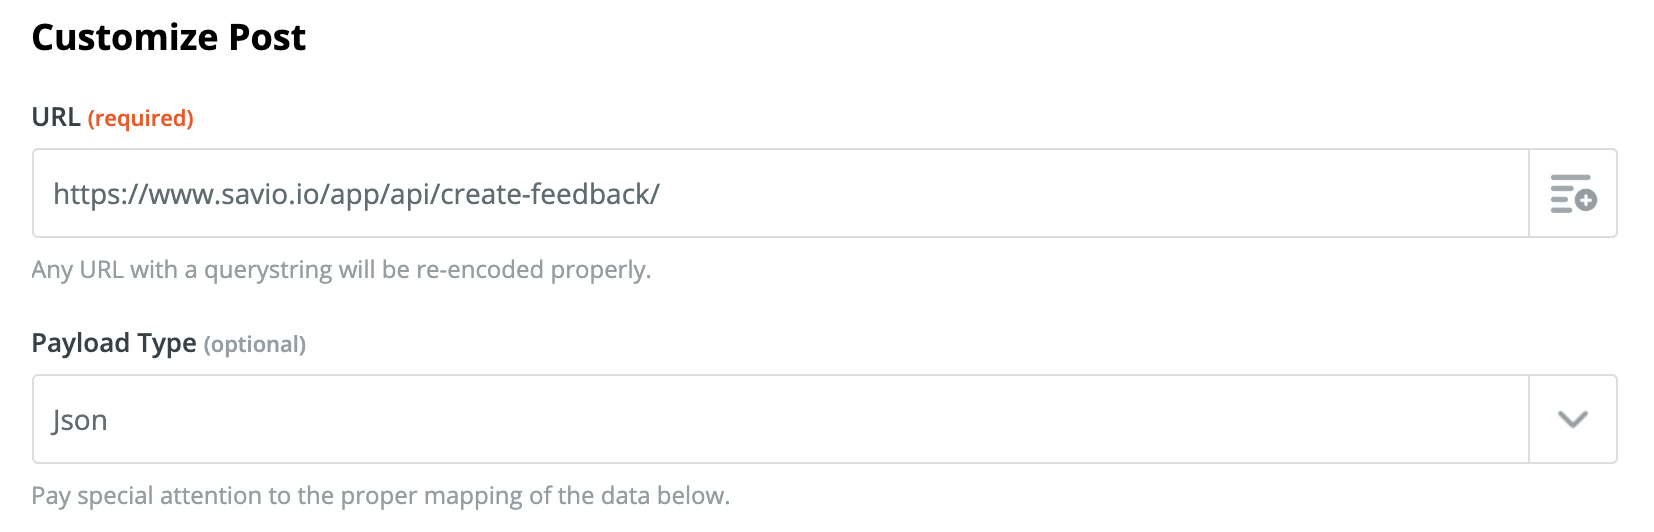 Customize Post
URL (required)
https://www.savio.io/app/api/create-feedback/
Any URL with a querystring will be re-encoded properly.
Payload Type (optional)
Json
Pay special attention to the proper mapping of the data below.